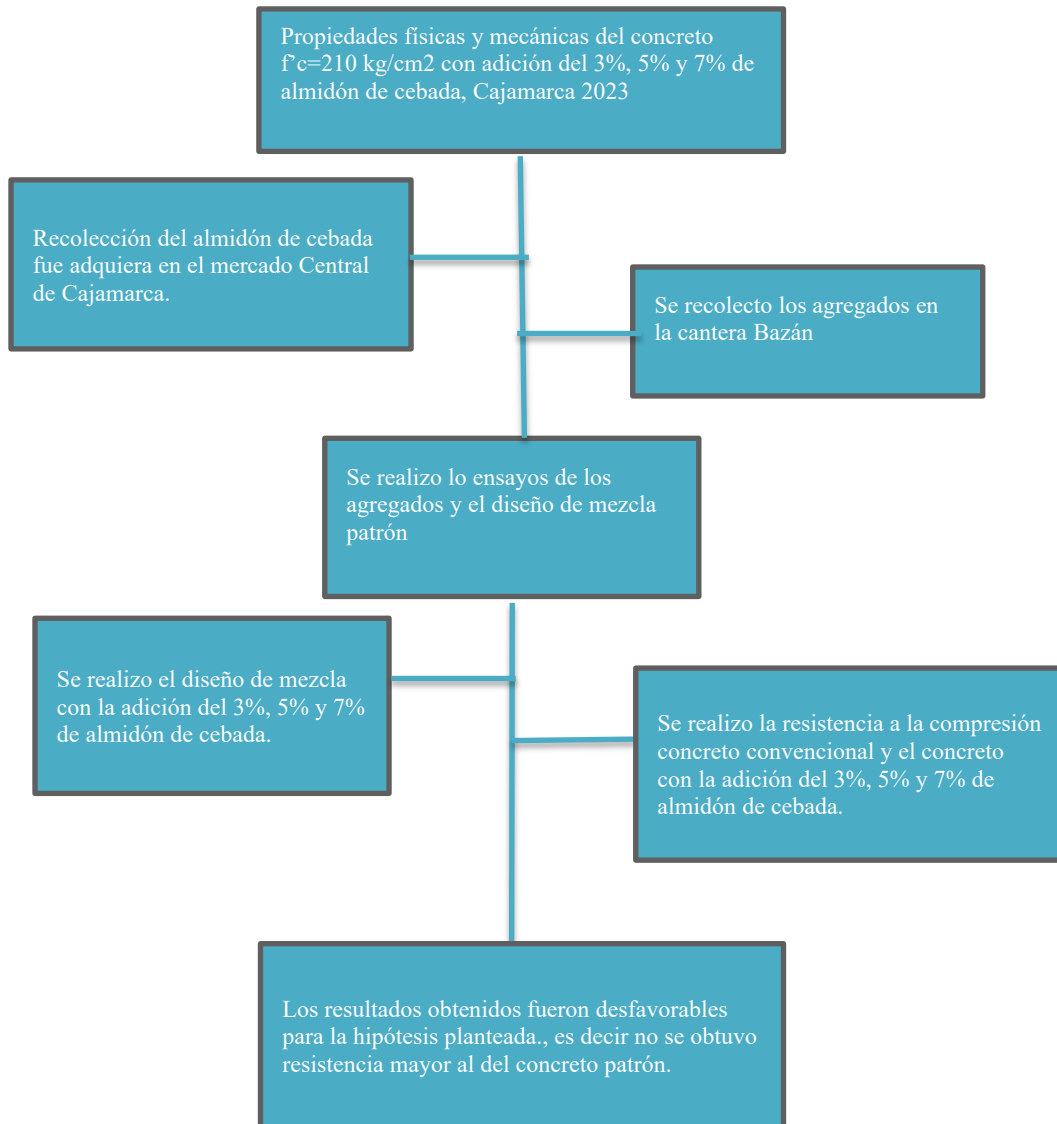 Propiedades físicas y mecánicas del concreto
f’c=210 kg/cm2 con adición del 3%, 5% y 7% de
almidón de cebada, Cajamarca 2023
Recolección del almidón de cebada
fue adquiera en el mercado Central
de Cajamarca.
Se recolecto los agregados en
la cantera Bazán
Se realizo lo ensayos de los
agregados y el diseño de mezcla
patrón
Se realizo el diseño de mezcla
con la adición del 3%, 5% y 7%
de almidón de cebada.
Se realizo la resistencia a la compresión
concreto convencional y el concreto
con la adición del 3%, 5% y 7% de
almidón de cebada.
Los resultados obtenidos fueron desfavorables
para la hipótesis planteada., es decir no se obtuvo
resistencia mayor al del concreto patrón.